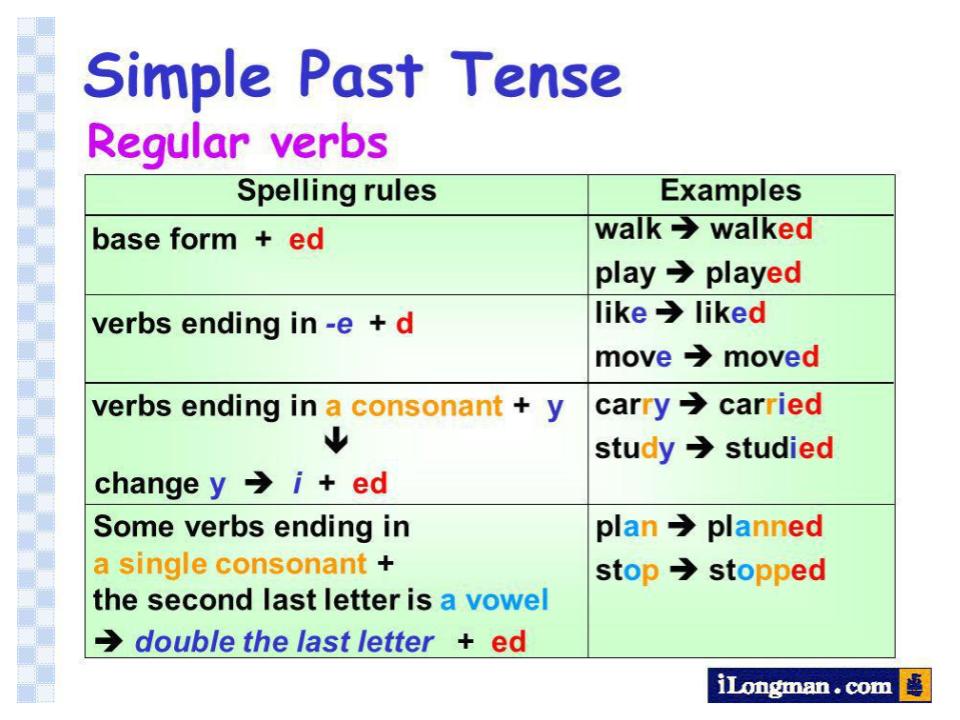 Simple Past Tense
Regular verbs
Spelling rules Examples
base form + ed
walk ➔ walked
play ➔ played
verbs ending in -e + d
like ➔ liked
move ➔ moved
verbs ending in a consonant + y
🡻
change y ➔ i + ed
carry ➔ carried
study ➔ studied
Some verbs ending in
a single consonant +
the second last letter is a vowel
➔ double the last letter + ed
plan ➔ planned
stop ➔ stopped
iLongman.com